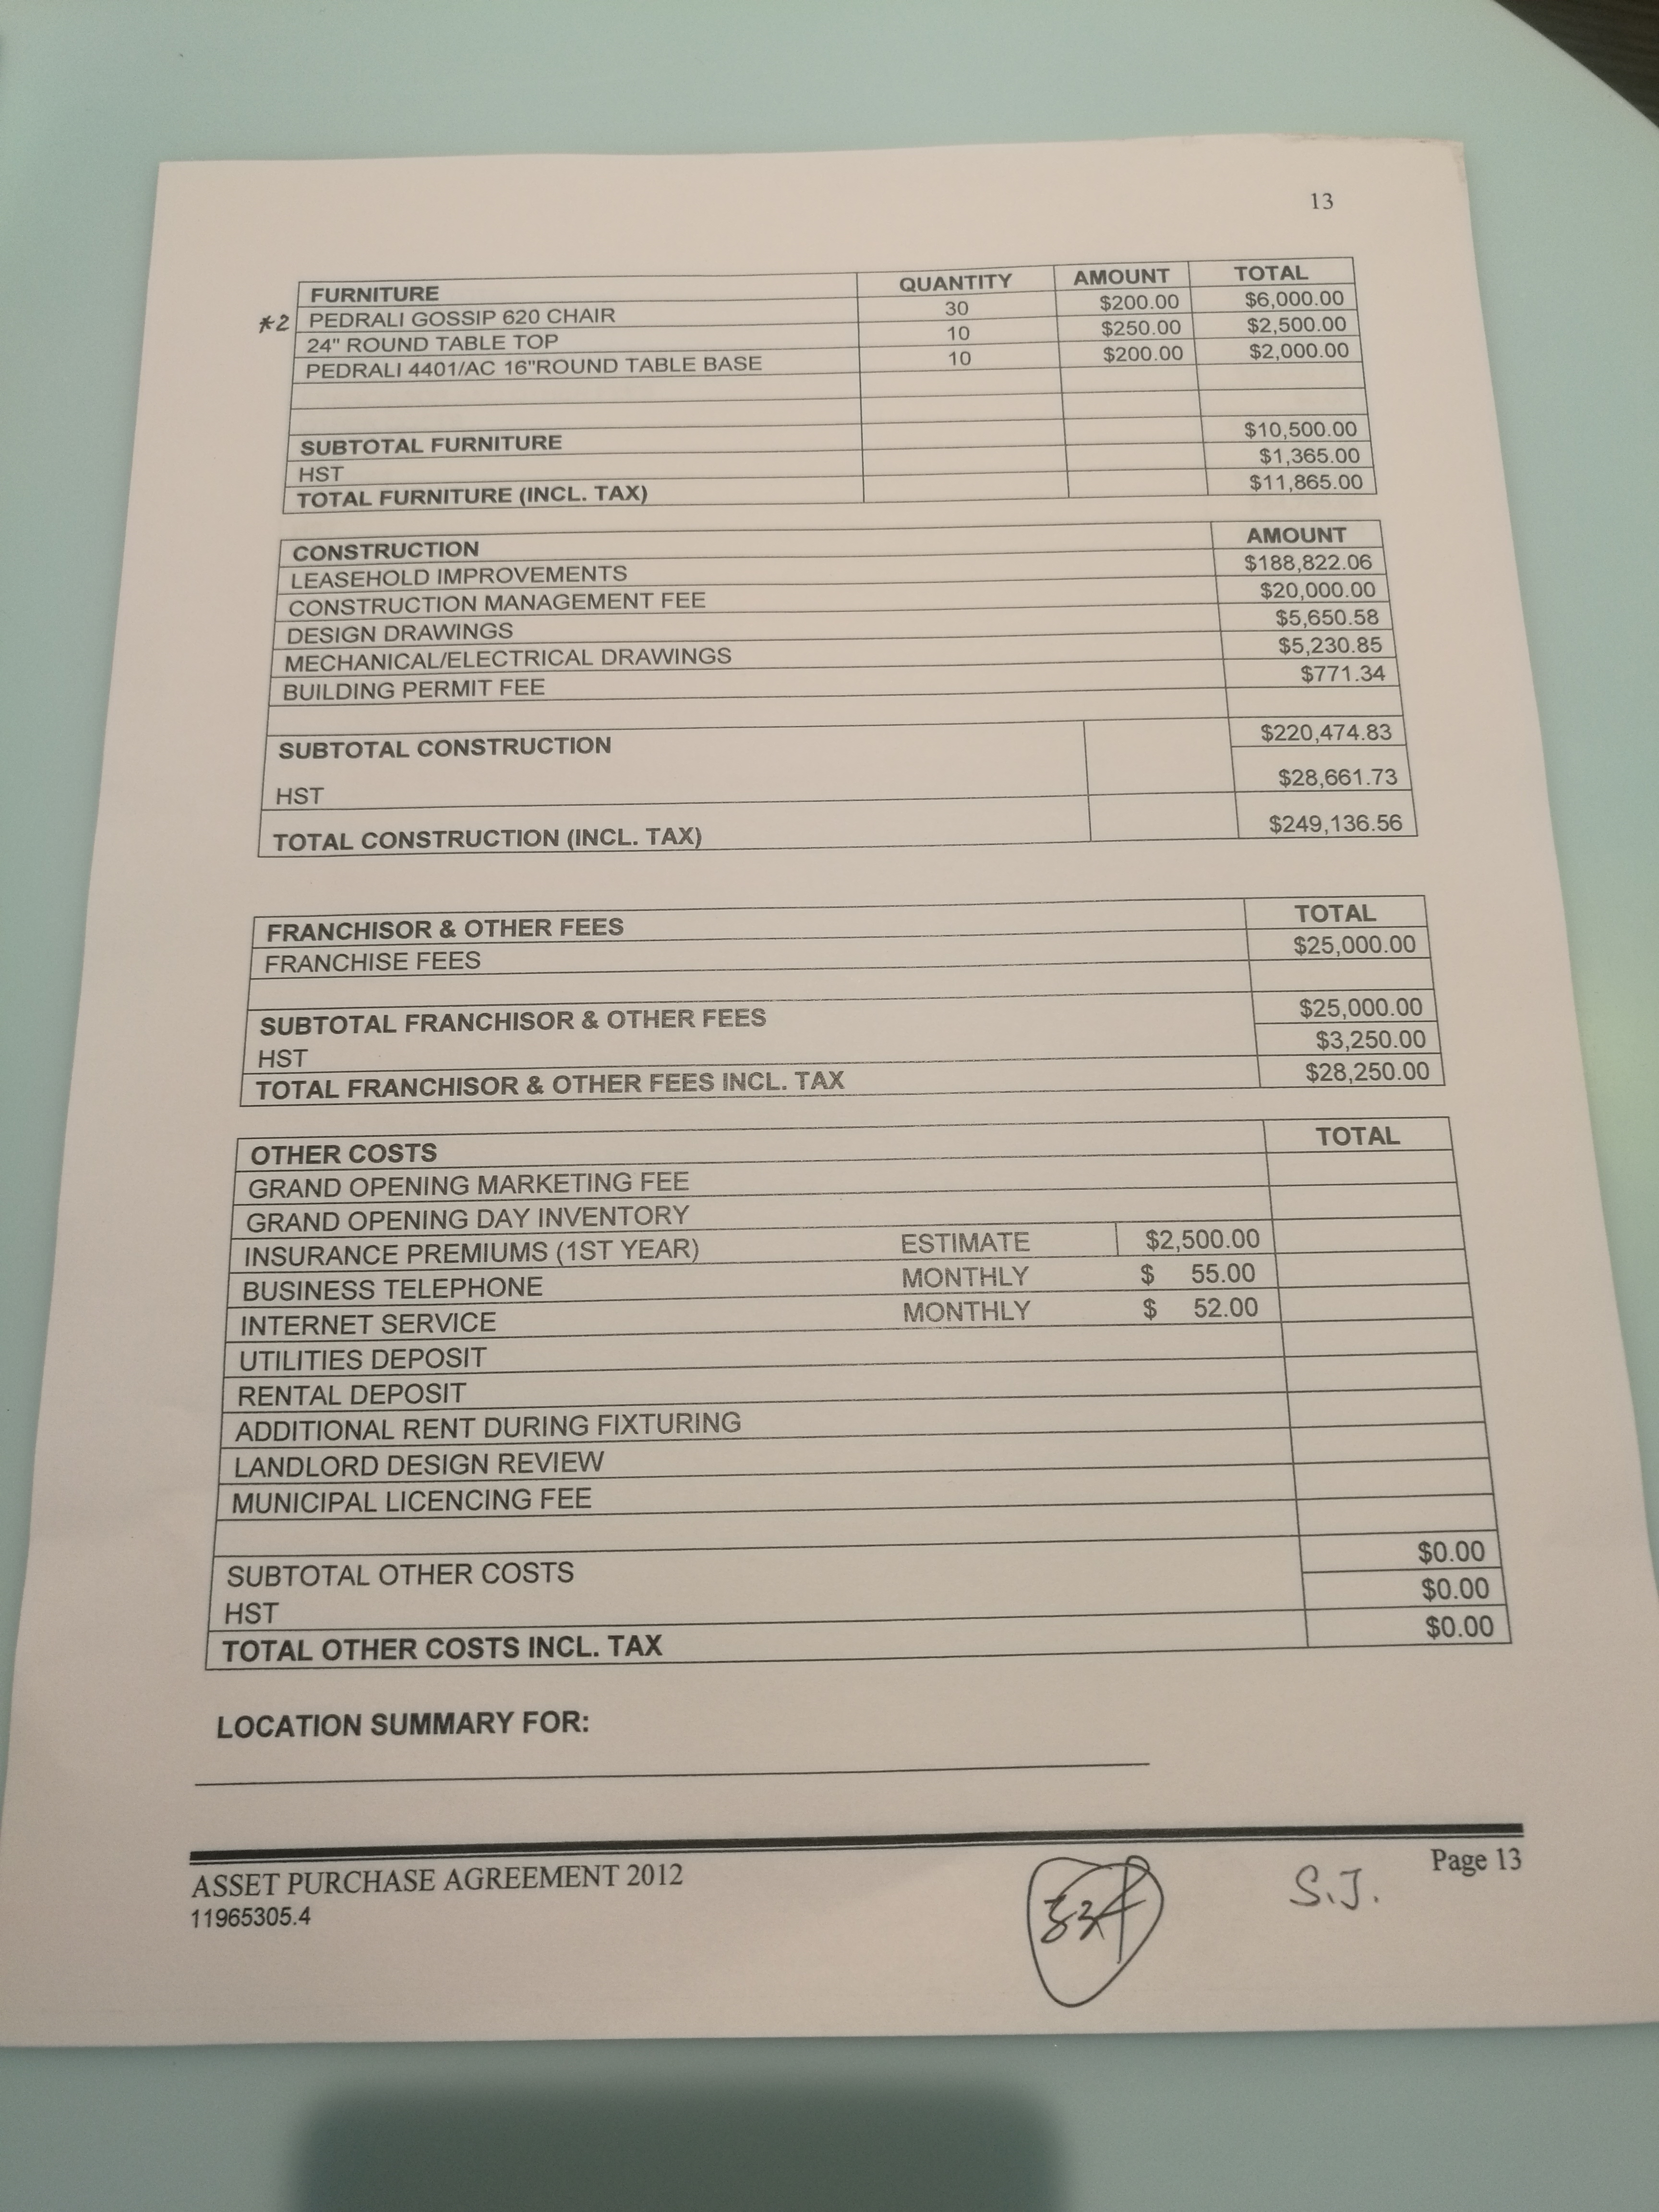 13
FURNITURE QUANTITY AMOUNT TOTAL
*2 PEDRALI GOSSIP 620 CHAIR 30 $200.00 $6,000.00
24" ROUND TABLE TOP 10 $250.00 $2,500.00
PEDRALI 4401/AC 16"ROUND TABLE BASE 10 $200.00 $2,000.00
SUBTOTAL FURNITURE $10,500.00
HST $1,365.00
TOTAL FURNITURE (INCL. TAX) $11,865.00
CONSTRUCTION AMOUNT
LEASEHOLD IMPROVEMENTS $188,822.06
CONSTRUCTION MANAGEMENT FEE $20,000.00
DESIGN DRAWINGS $5,650.58
MECHANICAL/ELECTRICAL DRAWINGS $5,230.85
BUILDING PERMIT FEE $771.34
SUBTOTAL CONSTRUCTION $220,474.83
HST $28,661.73
TOTAL CONSTRUCTION (INCL. TAX) $249,136.56
FRANCHISOR & OTHER FEES TOTAL
FRANCHISE FEES $25,000.00
SUBTOTAL FRANCHISOR & OTHER FEES $25,000.00
HST $3,250.00
TOTAL FRANCHISOR & OTHER FEES INCL. TAX $28,250.00
OTHER COSTS TOTAL
GRAND OPENING MARKETING FEE
GRAND OPENING DAY INVENTORY
INSURANCE PREMIUMS (1ST YEAR) ESTIMATE $2,500.00
BUSINESS TELEPHONE MONTHLY $ 55.00
INTERNET SERVICE MONTHLY $ 52.00
UTILITIES DEPOSIT
RENTAL DEPOSIT
ADDITIONAL RENT DURING FIXTURING
LANDLORD DESIGN REVIEW
MUNICIPAL LICENCING FEE
SUBTOTAL OTHER COSTS $0.00
HST $0.00
TOTAL OTHER COSTS INCL. TAX $0.00
LOCATION SUMMARY FOR:
ASSET PURCHASE AGREEMENT 2012 S.J. Page 13
11965305.4